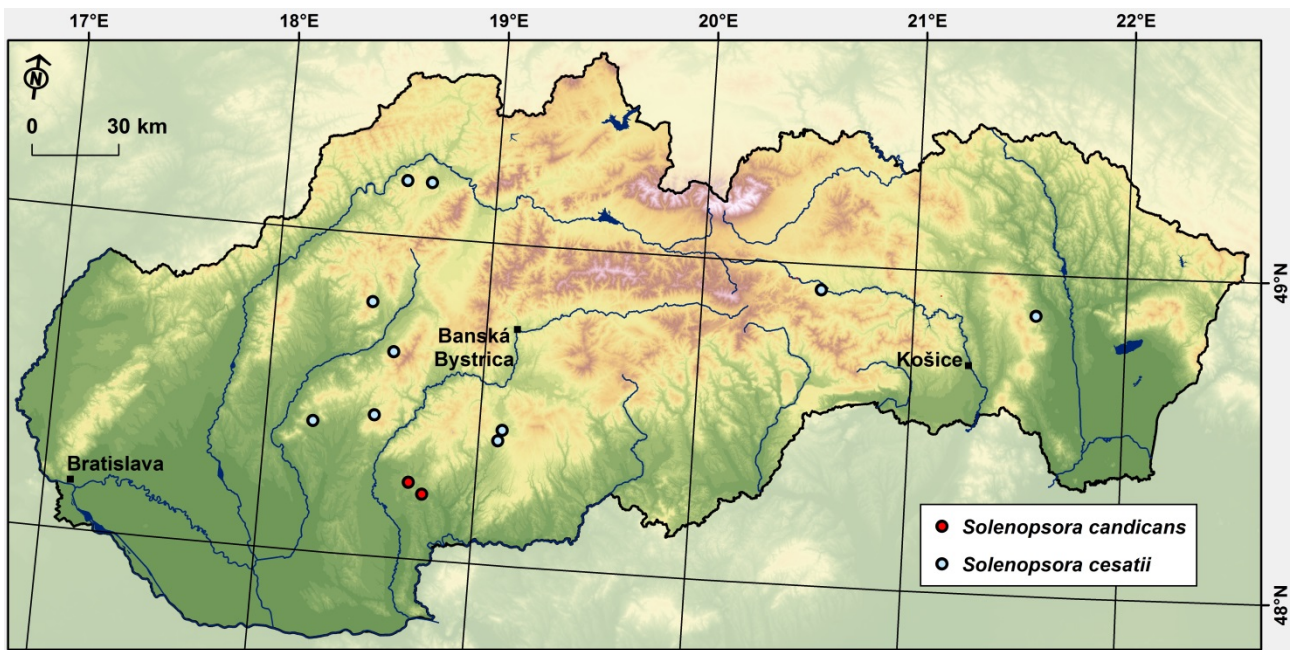 17°E 18°E 19°E 20°E 21°E 22°E
N
0 30 km
49°N
Banská
Bystrica
Košice
Bratislava
Solenopsora candicans
Solenopsora cesatii
48°N